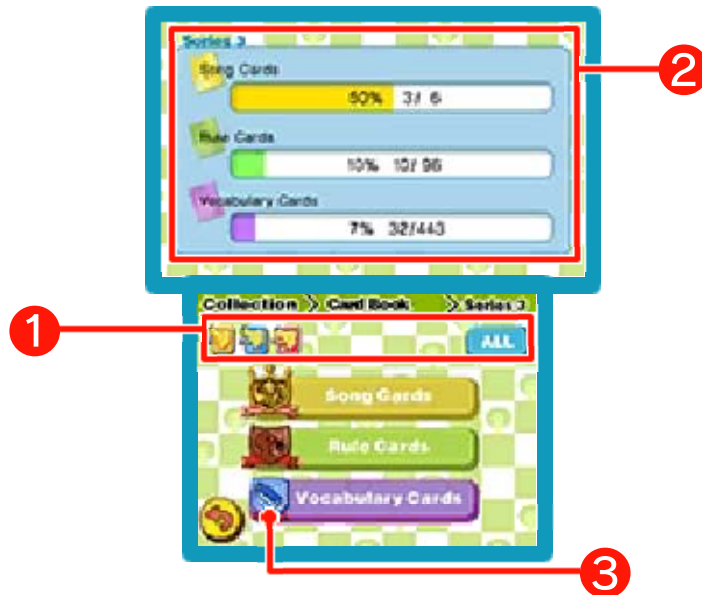 Series 3
Song Cards
50% 3/ 6
Rule Cards
10% 10/ 96
Vocabulary Cards
7% 32/443
2
Collection > Card Book > Series 3
1
ALL
Song Cards
Rule Cards
Vocabulary Cards
3